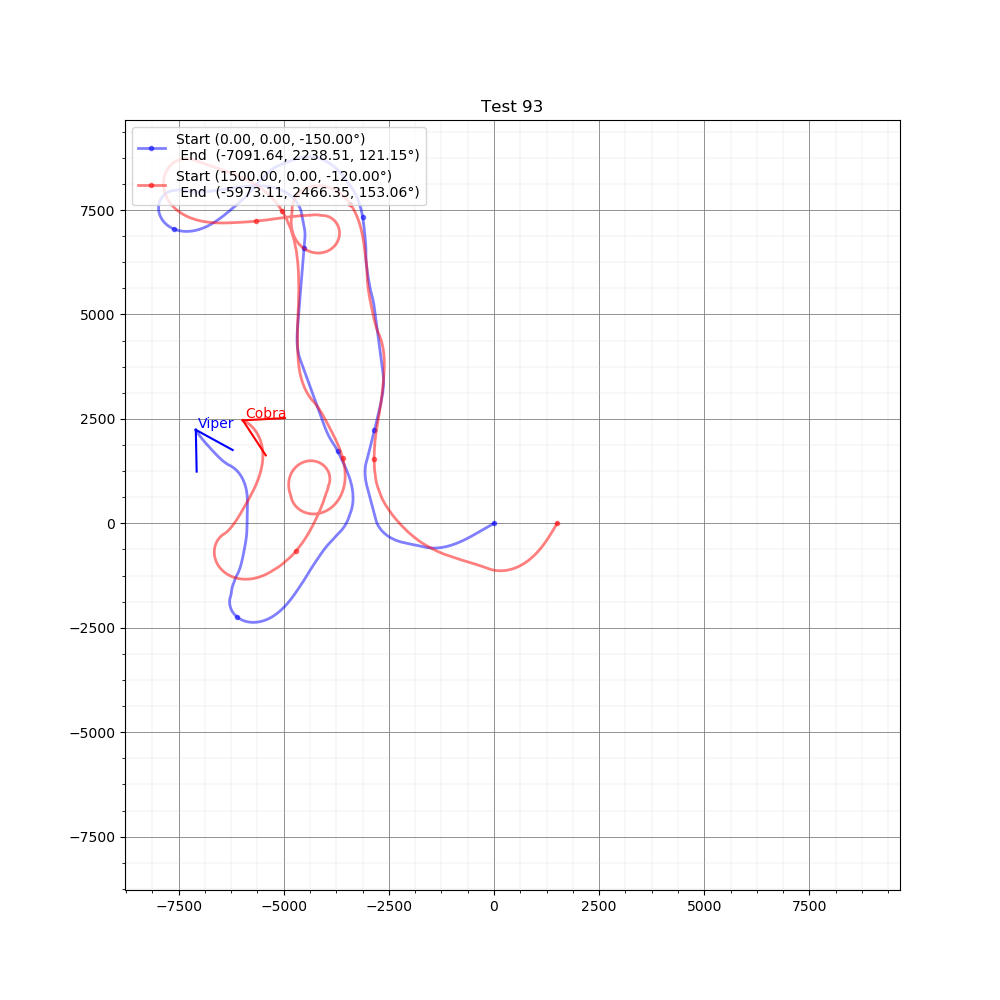 Test 93
Start (0.00, 0.00, -150.00°)
End  (-7091.64, 2238.51, 121.15°)
Start (1500.00, 0.00, -120.00°)
End  (-5973.11, 2466.35, 153.06°)
7500
5000
2500
0
−2500
−5000
−7500
Cobra
Viper
−7500
−5000
−2500
0
2500
5000
7500